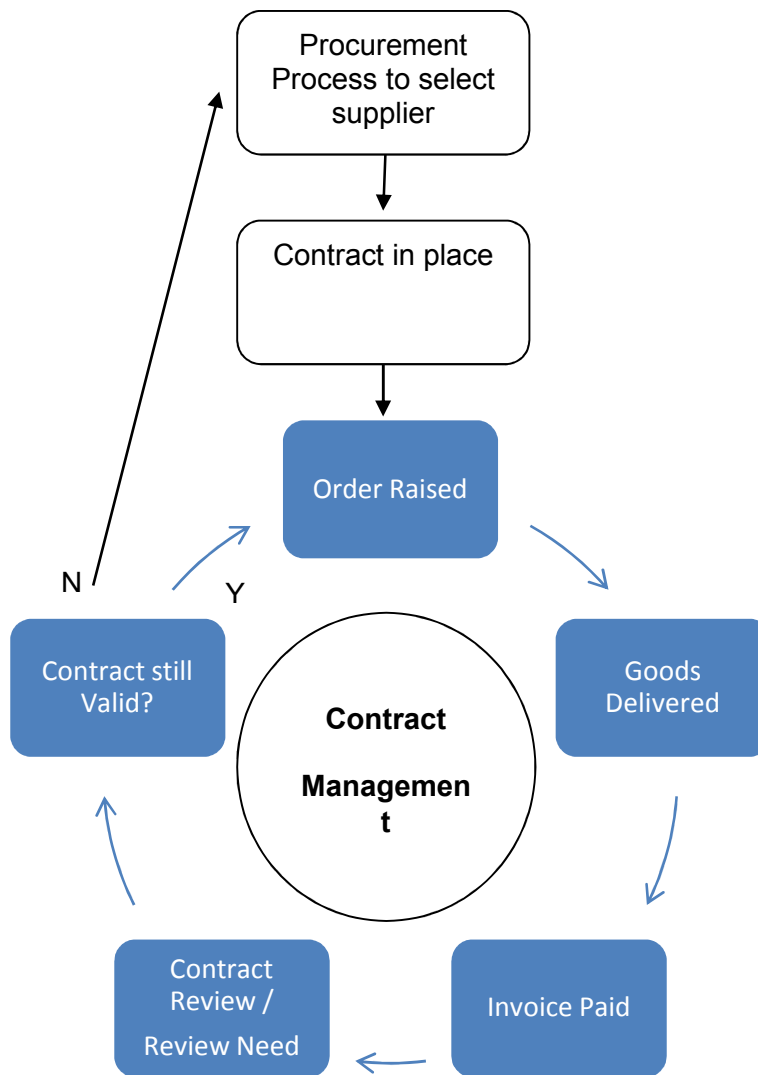 Procurement
Process to select
supplier
Contract in place
Order Raised
N
Y
Contract still
Valid?
Goods
Delivered
Contract
Managemen
t
Contract
Review /
Review Need
Invoice Paid